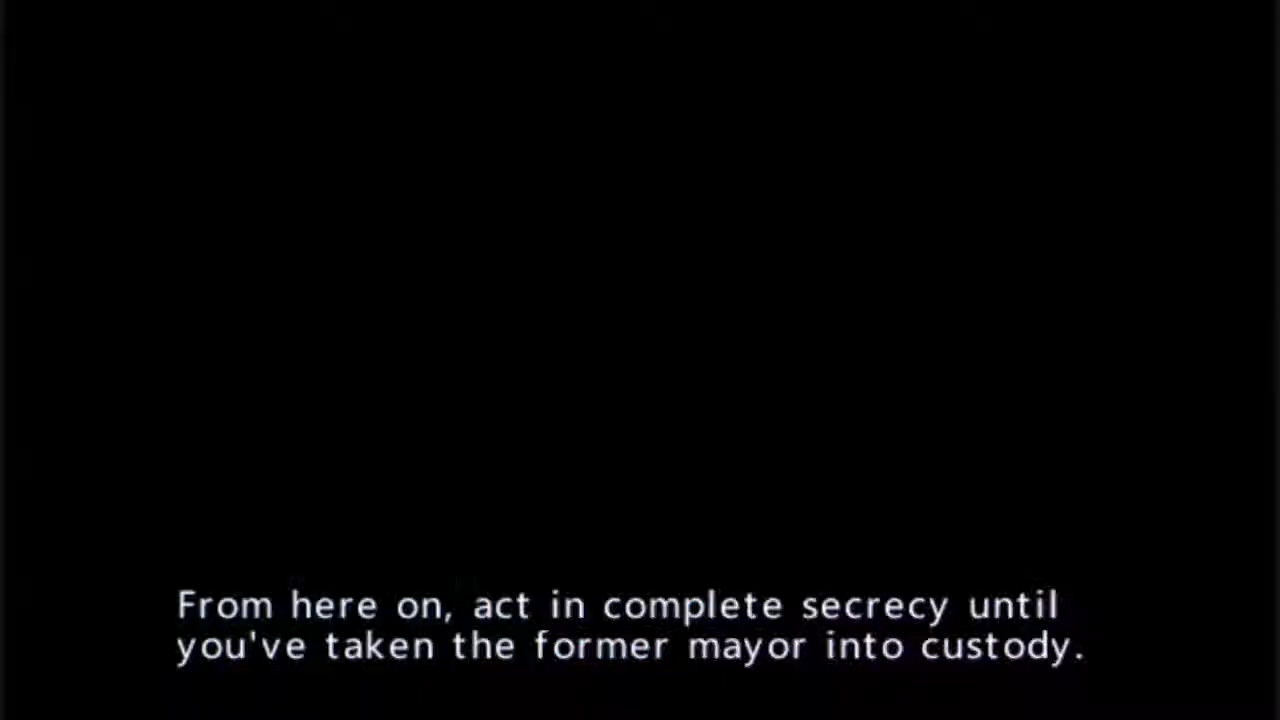 From here on, act in complete secrecy until
you've taken the former mayor into custody.